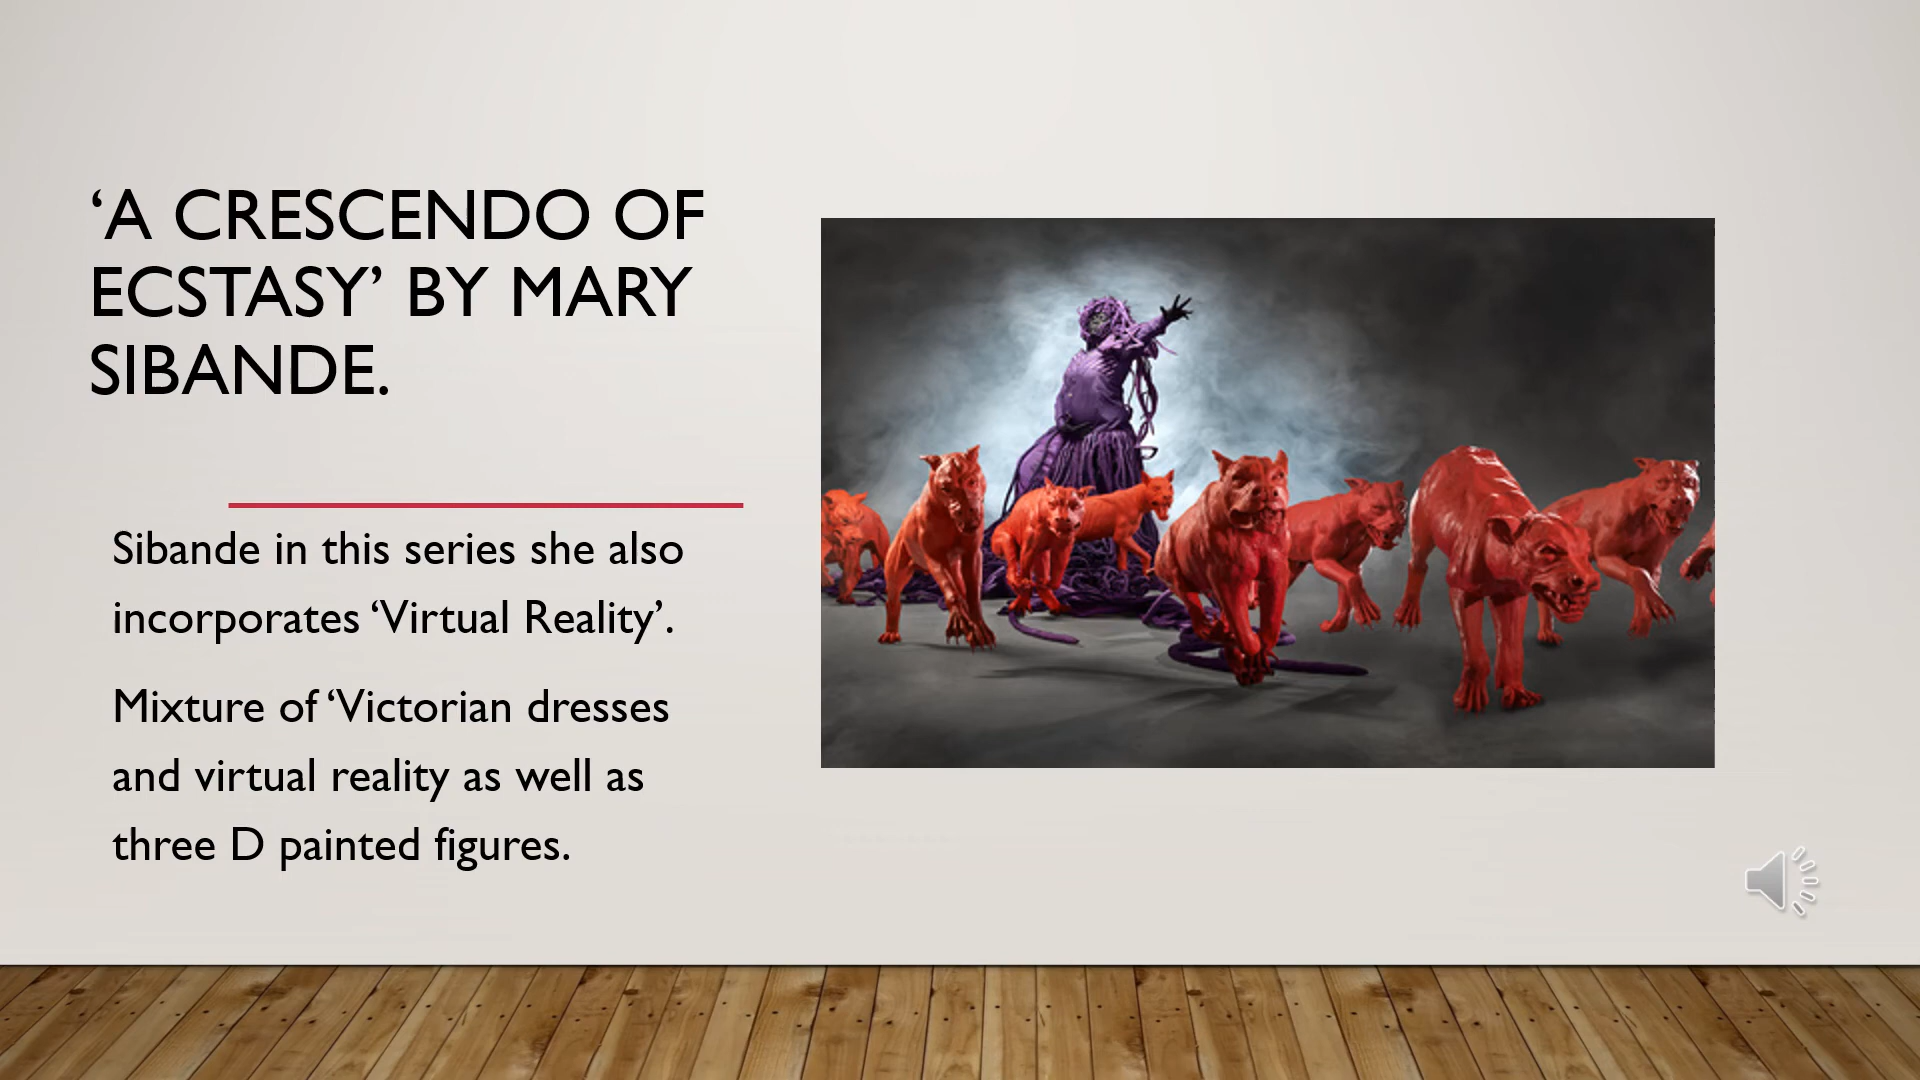 ‘A CRESCENDO OF
ECSTASY’ BY MARY
SIBANDE.
Sibande in this series she also
incorporates ‘Virtual Reality’.
Mixture of ‘Victorian dresses
and virtual reality as well as
three D painted figures.